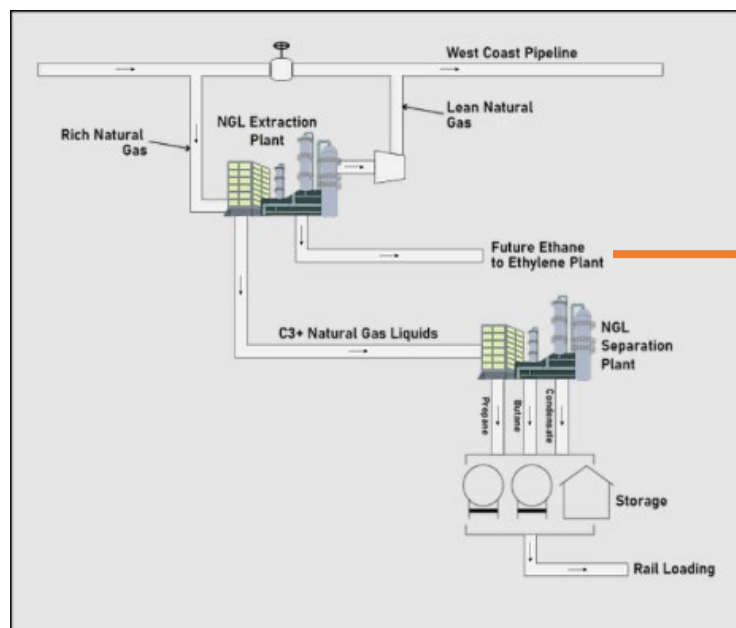 West Coast Pipeline
Rich Natural
Gas
NGL Extraction
Plant
Lean Natural
Gas
Future Ethane
to Ethylene Plant
C3+ Natural Gas Liquids
NGL
Separation
Plant
Propane
Butane
Condensate
Storage
Rail Loading